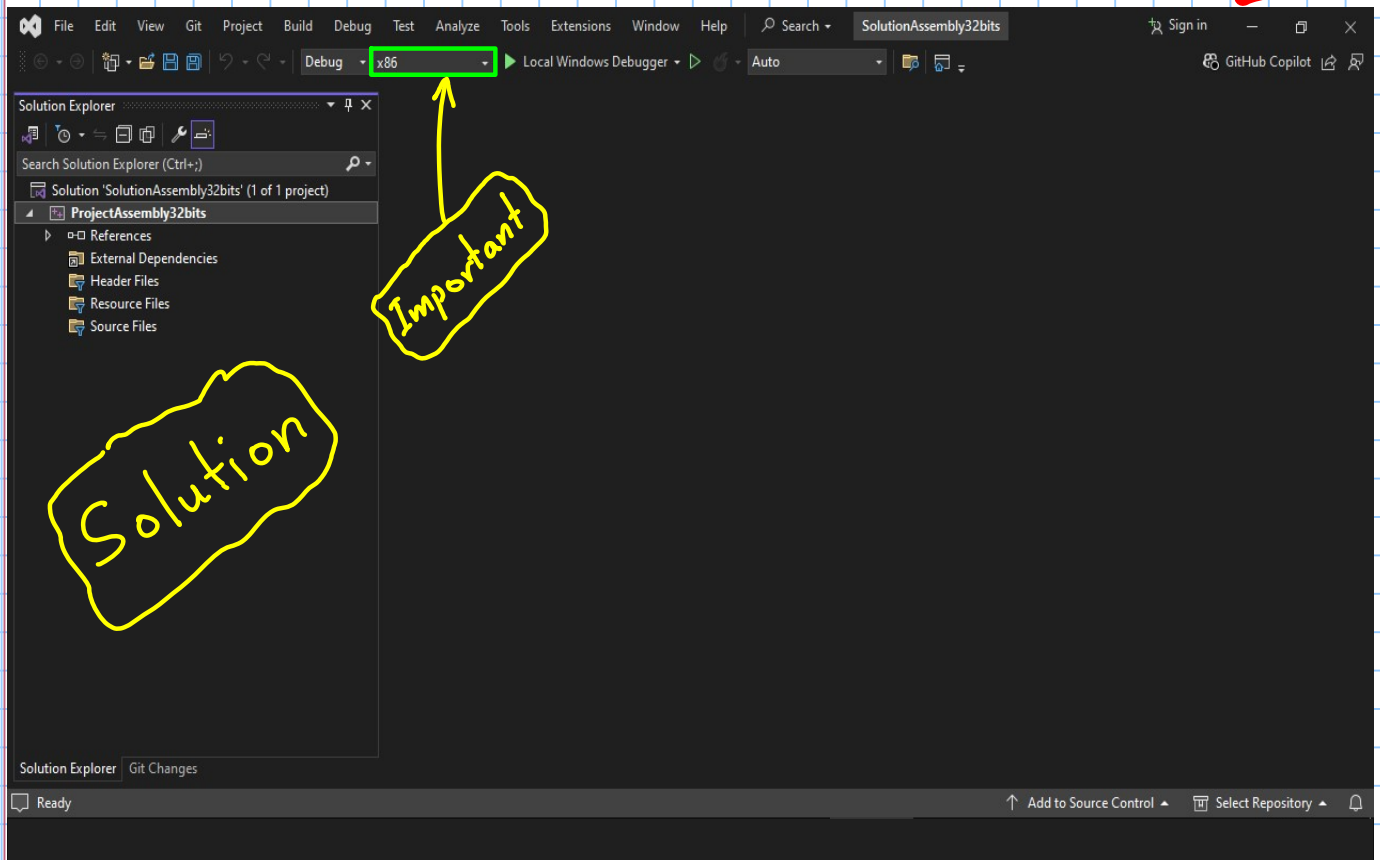 File Edit View Git Project Build Debug Test Analyze Tools Extensions Window Help Search SolutionAssembly32bits Sign in
Debug x86 Local Windows Debugger Auto GitHub Copilot
Solution Explorer
Search Solution Explorer (Ctrl+;)
Solution 'SolutionAssembly32bits' (1 of 1 project)
ProjectAssembly32bits
References
External Dependencies
Header Files
Resource Files
Source Files
Important
Solution
Solution Explorer Git Changes
Ready Add to Source Control Select Repository